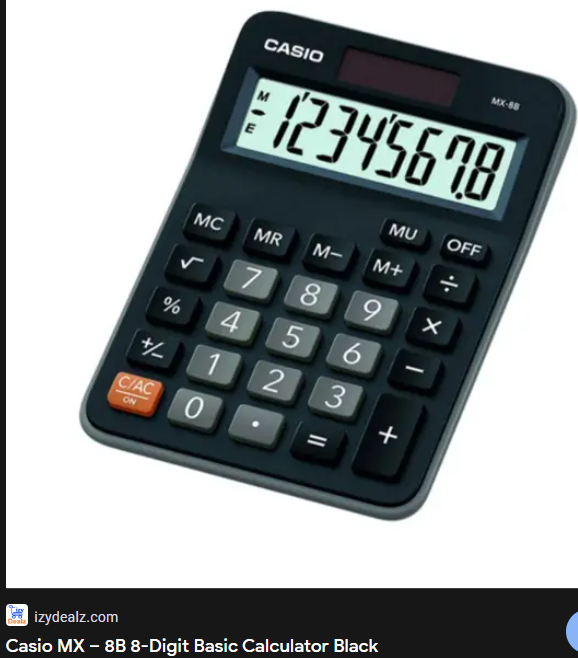 CASIO
MX-8B
M
E
-12345678
MC MR M− MU OFF
√ 7 8 M+ ÷
% 4 5 9 ×
+/− 1 2 6 −
C/AC
ON
0 · 3 = +
izydealz.com
Casio MX – 8B 8-Digit Basic Calculator Black